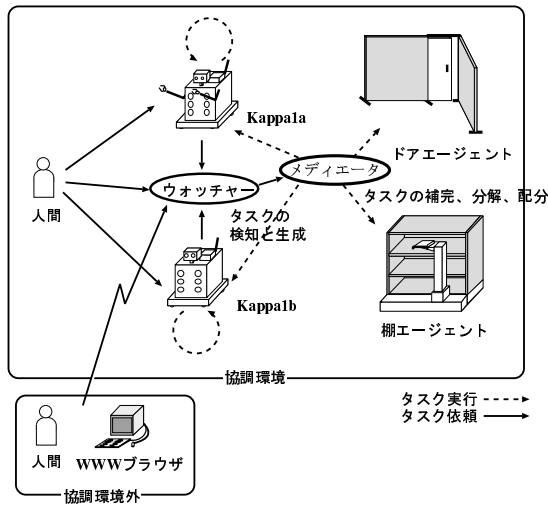 Kappa1a
ドアエージェント
メディエータ
ウォッチャー
タスクの補完、分解、配分
人間
タスクの
検知と生成
Kappa1b
棚エージェント
協調環境
タスク実行
タスク依頼
人間
WWWブラウザ
協調環境外